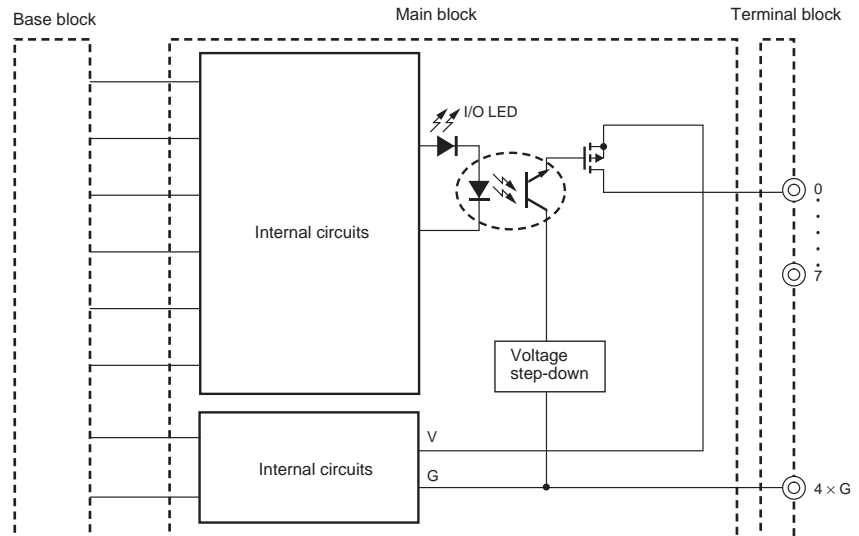 Base block
Main block
Terminal block
I/O LED
0
Internal circuits
7
Voltage
step-down
V
Internal circuits
G
4 × G